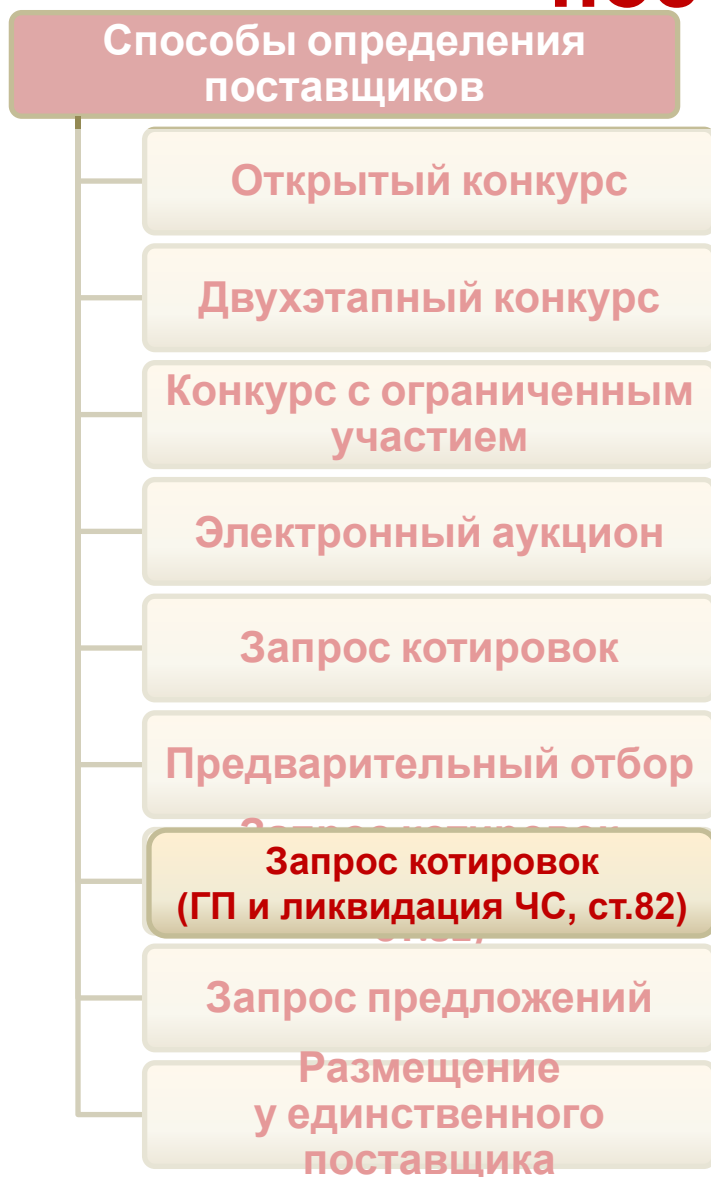 Способы определения
поставщиков
Открытый конкурс
Двухэтапный конкурс
Конкурс с ограниченным
участием
Электронный аукцион
Запрос котировок
Предварительный отбор
Запрос котировок
(ГП и ликвидация ЧС, ст.82)
Запрос предложений
Размещение
у единственного
поставщика